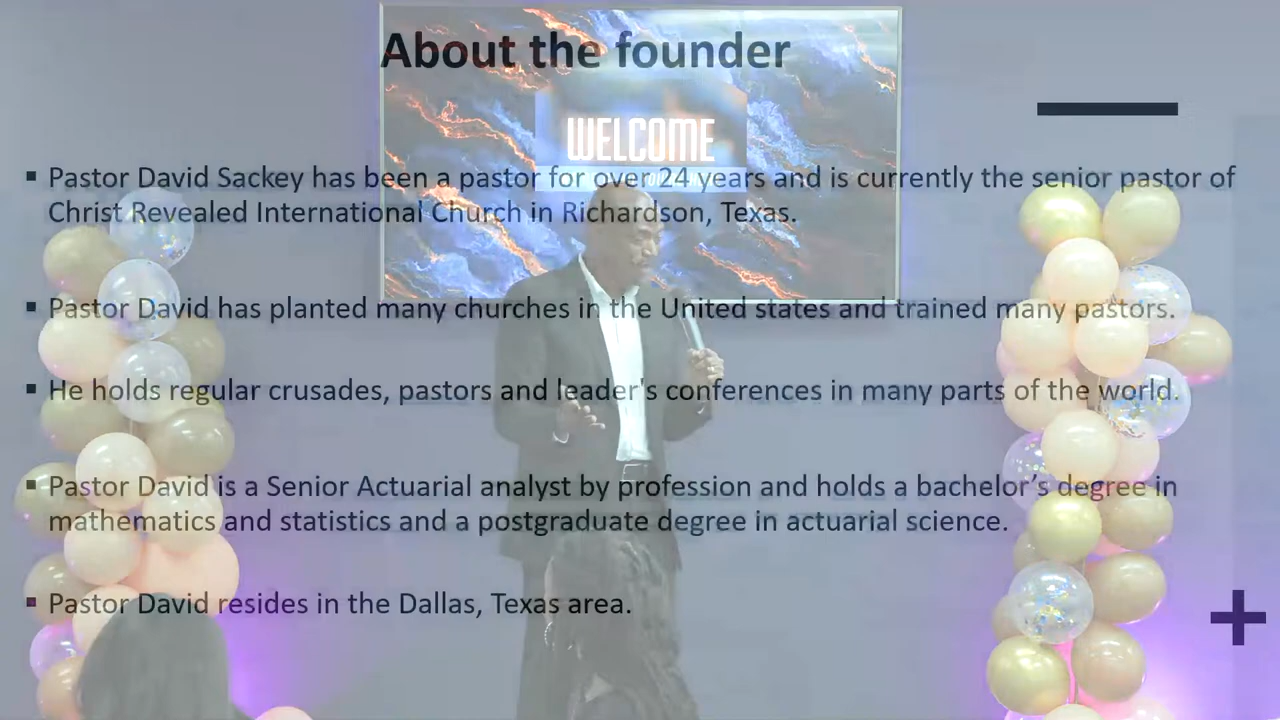 About the founder
WELCOME
▪ Pastor David Sackey has been a pastor for over 24 years and is currently the senior pastor of
Christ Revealed International Church in Richardson, Texas.
▪ Pastor David has planted many churches in the United states and trained many pastors.
▪ He holds regular crusades, pastors and leader's conferences in many parts of the world.
▪ Pastor David is a Senior Actuarial analyst by profession and holds a bachelor’s degree in
mathematics and statistics and a postgraduate degree in actuarial science.
▪ Pastor David resides in the Dallas, Texas area.